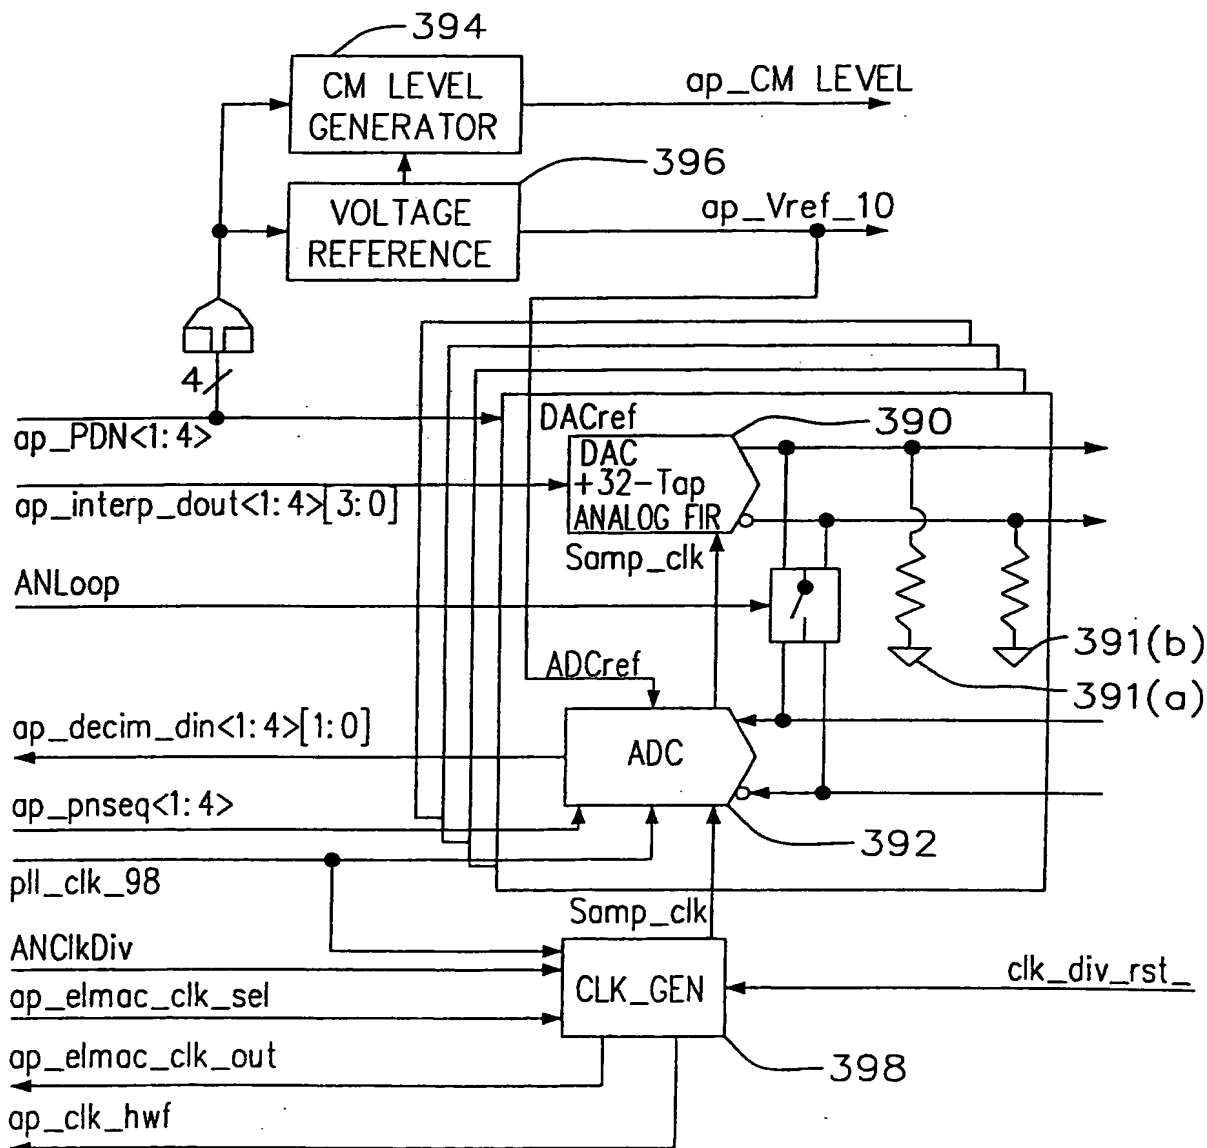 394
CM LEVEL
GENERATOR
ap_CM LEVEL
396
VOLTAGE
REFERENCE
ap_Vref_10
4
ap_PDN<1:4>
DACref
390
DAC
+32-Tap
ANALOG FIR
ap_interp_dout<1:4>[3:0]
Samp_clk
ANLoop
391(b)
391(a)
ADCref
ap_decim_din<1:4>[1:0]
ADC
ap_pnseq<1:4>
392
pll_clk_98
Samp_clk
ANClkDiv
CLK_GEN
clk_div_rst_
ap_elmac_clk_sel
ap_elmac_clk_out
398
ap_clk_hwf